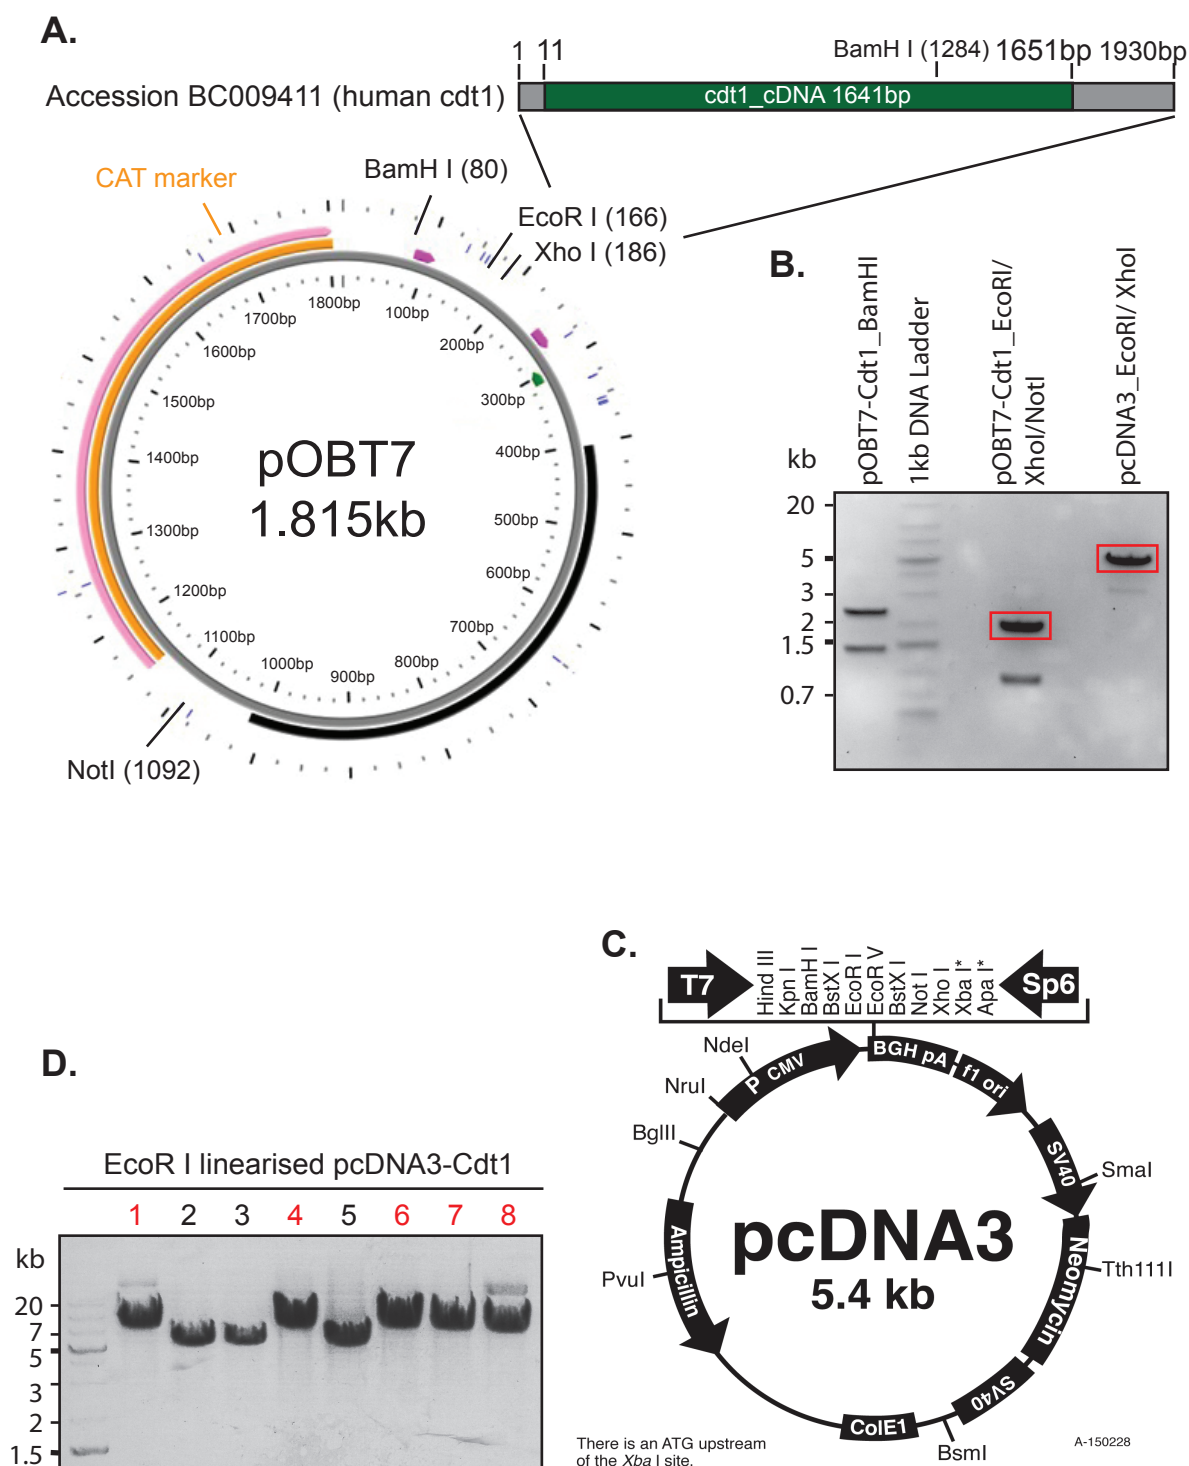 A.
1 11 BamH I (1284) 1651bp 1930bp
Accession BC009411 (human cdt1)
cdt1_cDNA 1641bp
CAT marker
BamH I (80)
EcoR I (166)
Xho I (186)
1800bp
100bp
200bp
300bp
400bp
500bp
600bp
700bp
800bp
900bp
1000bp
1100bp
1200bp
1300bp
1400bp
1500bp
1600bp
1700bp
pOBT7
1.815kb
NotI (1092)
B.
pOBT7-Cdt1_BamHI
1kb DNA Ladder
pOBT7-Cdt1_EcoRI/
XhoI/NotI
pcDNA3_EcoRI/ XhoI
kb
20
5
3
2
1.5
0.7
C.
T7
Hind III
Kpn I
BamH I
BstX I
EcoR I
EcoR V
BstX I
Not I
Xho I
Xba I*
Apa I*
Sp6
NdeI
NruI
BglII
PvuI
P CMV
BGH pA
f1 ori
SV40
SmaI
Neomycin
Tth111I
SV40
BsmI
ColE1
Ampicillin
pcDNA3
5.4 kb
There is an ATG upstream
of the Xba I site.
A-150228
D.
EcoR I linearised pcDNA3-Cdt1
1 2 3 4 5 6 7 8
kb
20
7
5
3
2
1.5